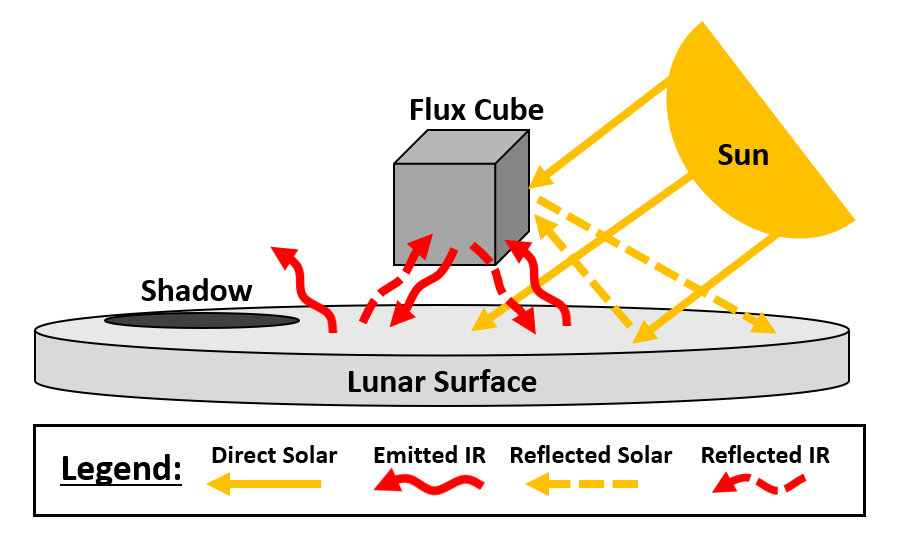 Flux Cube
Sun
Shadow
Lunar Surface
Legend:
Direct Solar
Emitted IR
Reflected Solar
Reflected IR